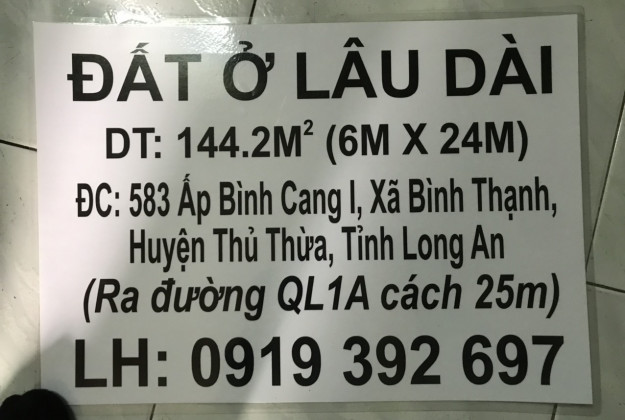 ĐẤT Ở LÂU DÀI
DT: 144.2M² (6M X 24M)
ĐC: 583 Ấp Bình Cang I, Xã Bình Thạnh,
Huyện Thủ Thừa, Tỉnh Long An
(Ra đường QL1A cách 25m)
LH: 0919 392 697